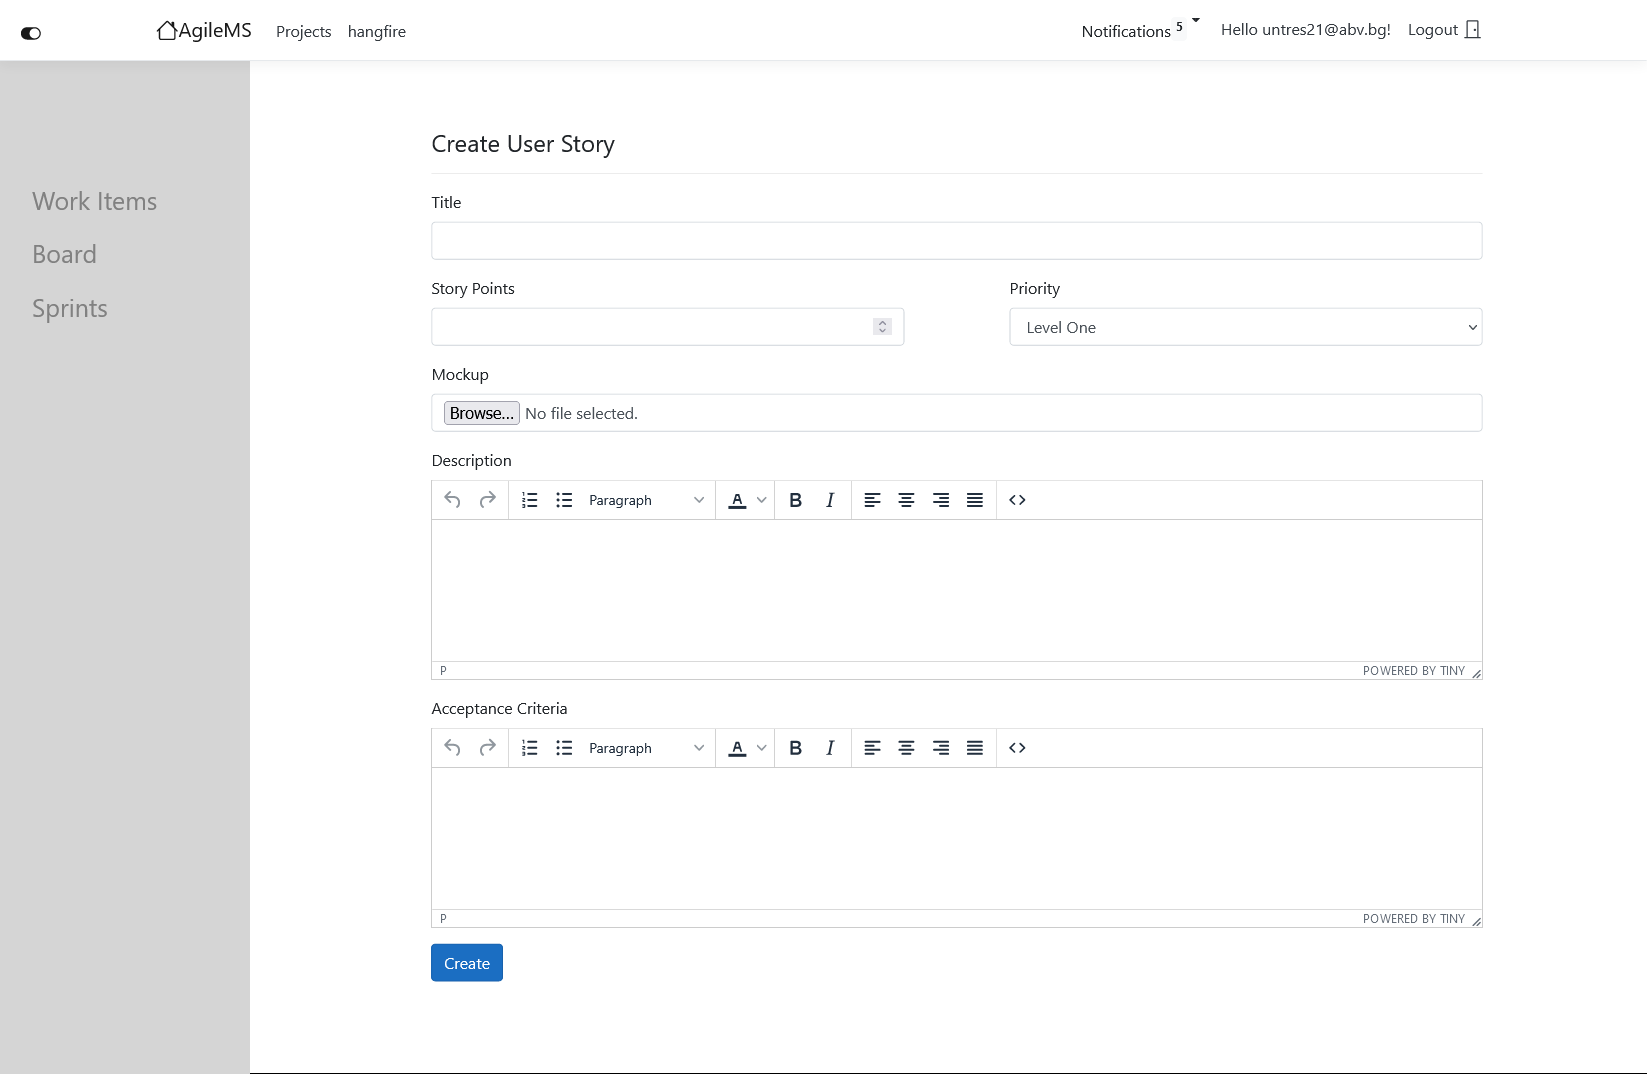 AgileMS Projects hangfire Notifications 5 Hello untres21@abv.bg! Logout
Work Items
Board
Sprints
Create User Story
Title
Story Points Priority
Level One
Mockup
Browse... No file selected.
Description
Paragraph A B I
P POWERED BY TINY
Acceptance Criteria
Paragraph A B I
P POWERED BY TINY
Create